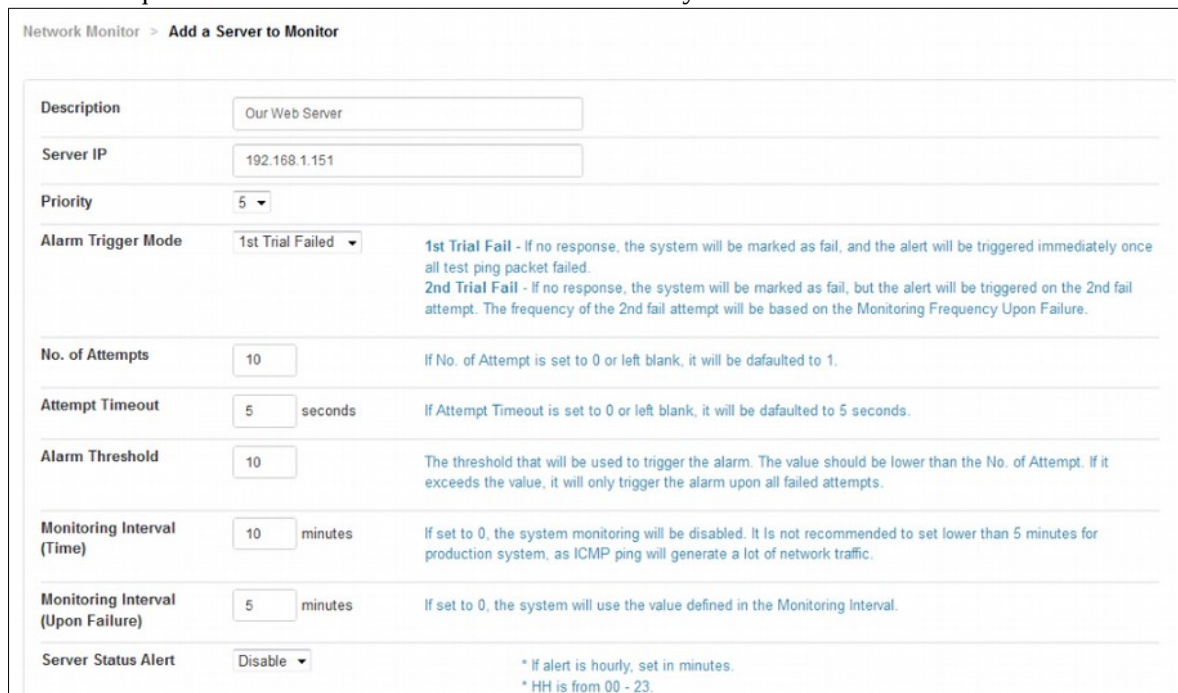 Network Monitor > Add a Server to Monitor
Description
Our Web Server
Server IP
192.168.1.151
Priority
5
Alarm Trigger Mode
1st Trial Failed
1st Trial Fail - If no response, the system will be marked as fail, and the alert will be triggered immediately once
all test ping packet failed.
2nd Trial Fail - If no response, the system will be marked as fail, but the alert will be triggered on the 2nd fail
attempt. The frequency of the 2nd fail attempt will be based on the Monitoring Frequency Upon Failure.
No. of Attempts
10
If No. of Attempt is set to 0 or left blank, it will be dafaulted to 1.
Attempt Timeout
5 seconds
If Attempt Timeout is set to 0 or left blank, it will be dafaulted to 5 seconds.
Alarm Threshold
10
The threshold that will be used to trigger the alarm. The value should be lower than the No. of Attempt. If it
exceeds the value, it will only trigger the alarm upon all failed attempts.
Monitoring Interval
(Time)
10 minutes
If set to 0, the system monitoring will be disabled. It Is not recommended to set lower than 5 minutes for
production system, as ICMP ping will generate a lot of network traffic.
Monitoring Interval
(Upon Failure)
5 minutes
If set to 0, the system will use the value defined in the Monitoring Interval.
Server Status Alert
Disable
* If alert is hourly, set in minutes.
* HH is from 00 - 23.